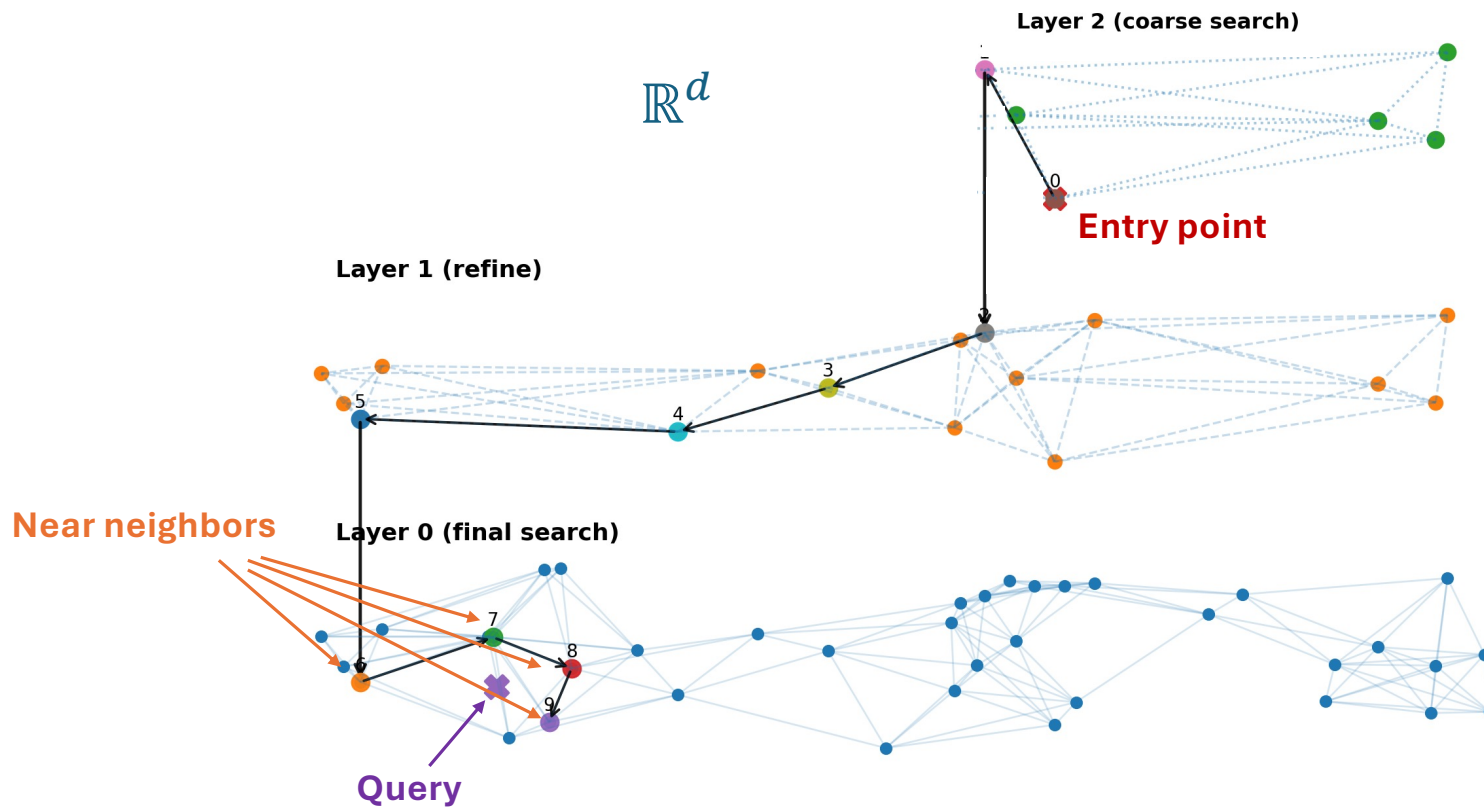 Layer 2 (coarse search)
ℝᵈ
0
Entry point
Layer 1 (refine)
3
5
4
Near neighbors
Layer 0 (final search)
7
8
9
Query